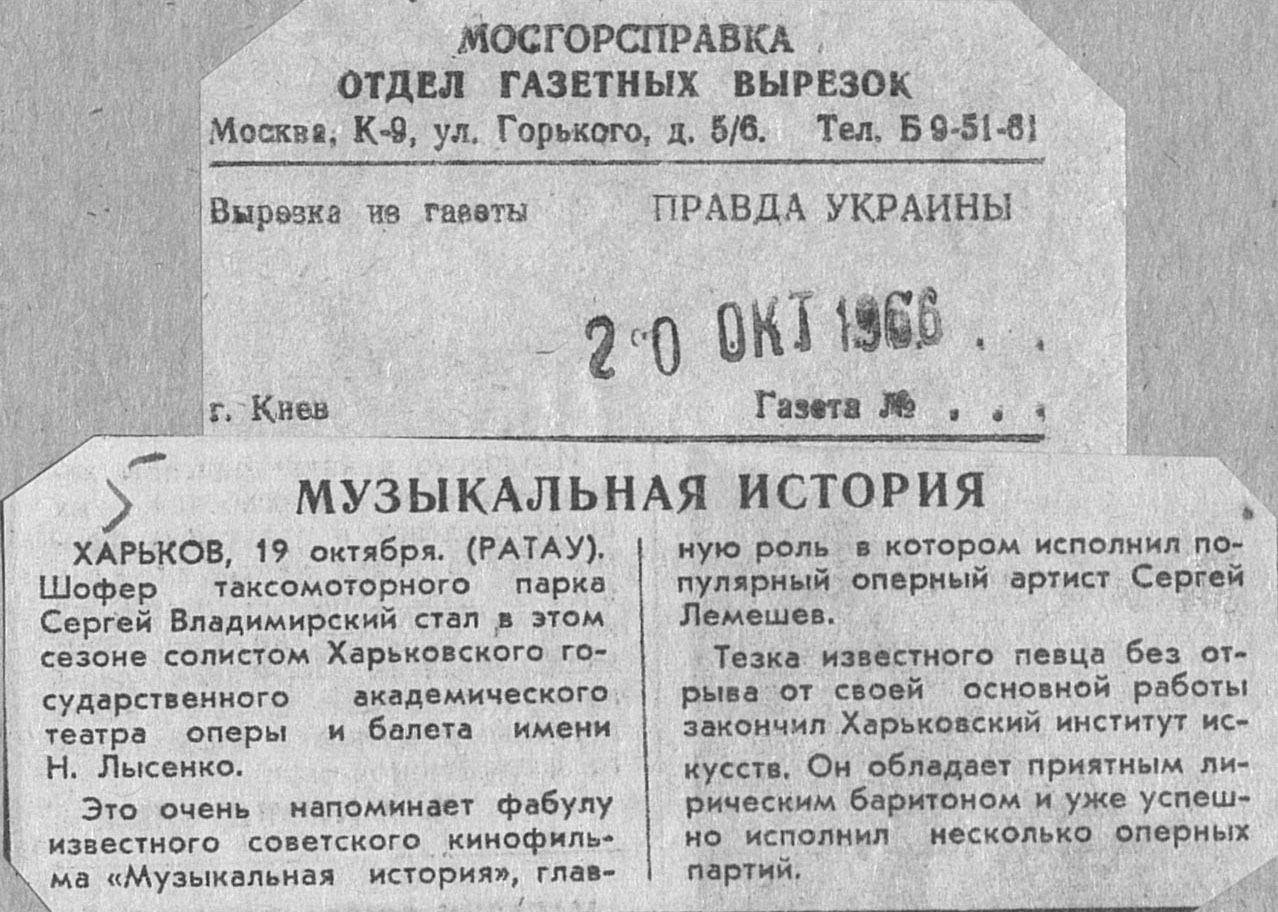 МОСГОРСПРАВКА
ОТДЕЛ ГАЗЕТНЫХ ВЫРЕЗОК
Москва, К-9, ул. Горького, д. 5/6. Тел. Б 9-51-61
Вырезка из газеты ПРАВДА УКРАИНЫ
20 ОКТ 1966 . .
г. Киев Газета № . . .
МУЗЫКАЛЬНАЯ ИСТОРИЯ
ХАРЬКОВ, 19 октября. (РАТАУ).
Шофер таксомоторного парка
Сергей Владимирский стал в этом
сезоне солистом Харьковского го-
сударственного академического
театра оперы и балета имени
Н. Лысенко.
Это очень напоминает фабулу
известного советского кинофиль-
ма «Музыкальная история», глав-
ную роль в котором исполнил по-
пулярный оперный артист Сергей
Лемешев.
Тезка известного певца без от-
рыва от своей основной работы
закончил Харьковский институт ис-
кусств. Он обладает приятным ли-
рическим баритоном и уже успеш-
но исполнил несколько оперных
партий.